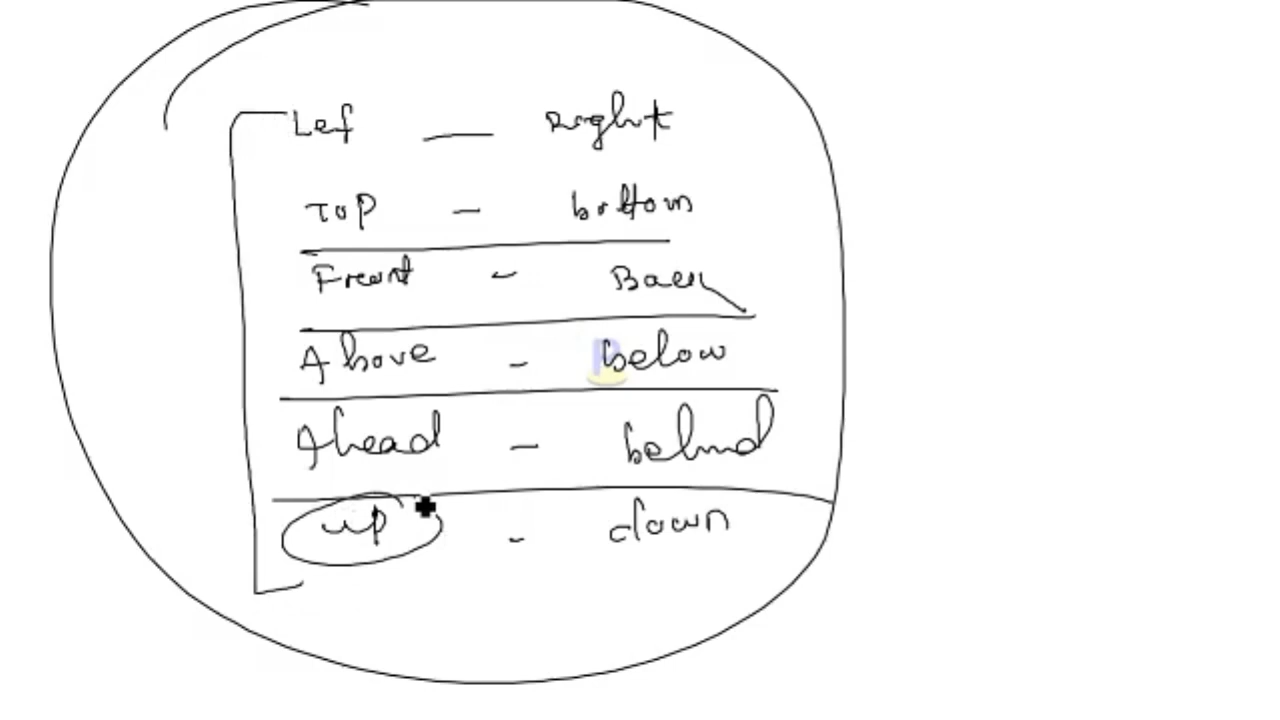 Lef — Right
Top - bottom
Front - Back
Above - below
Ahead - behind
up - down